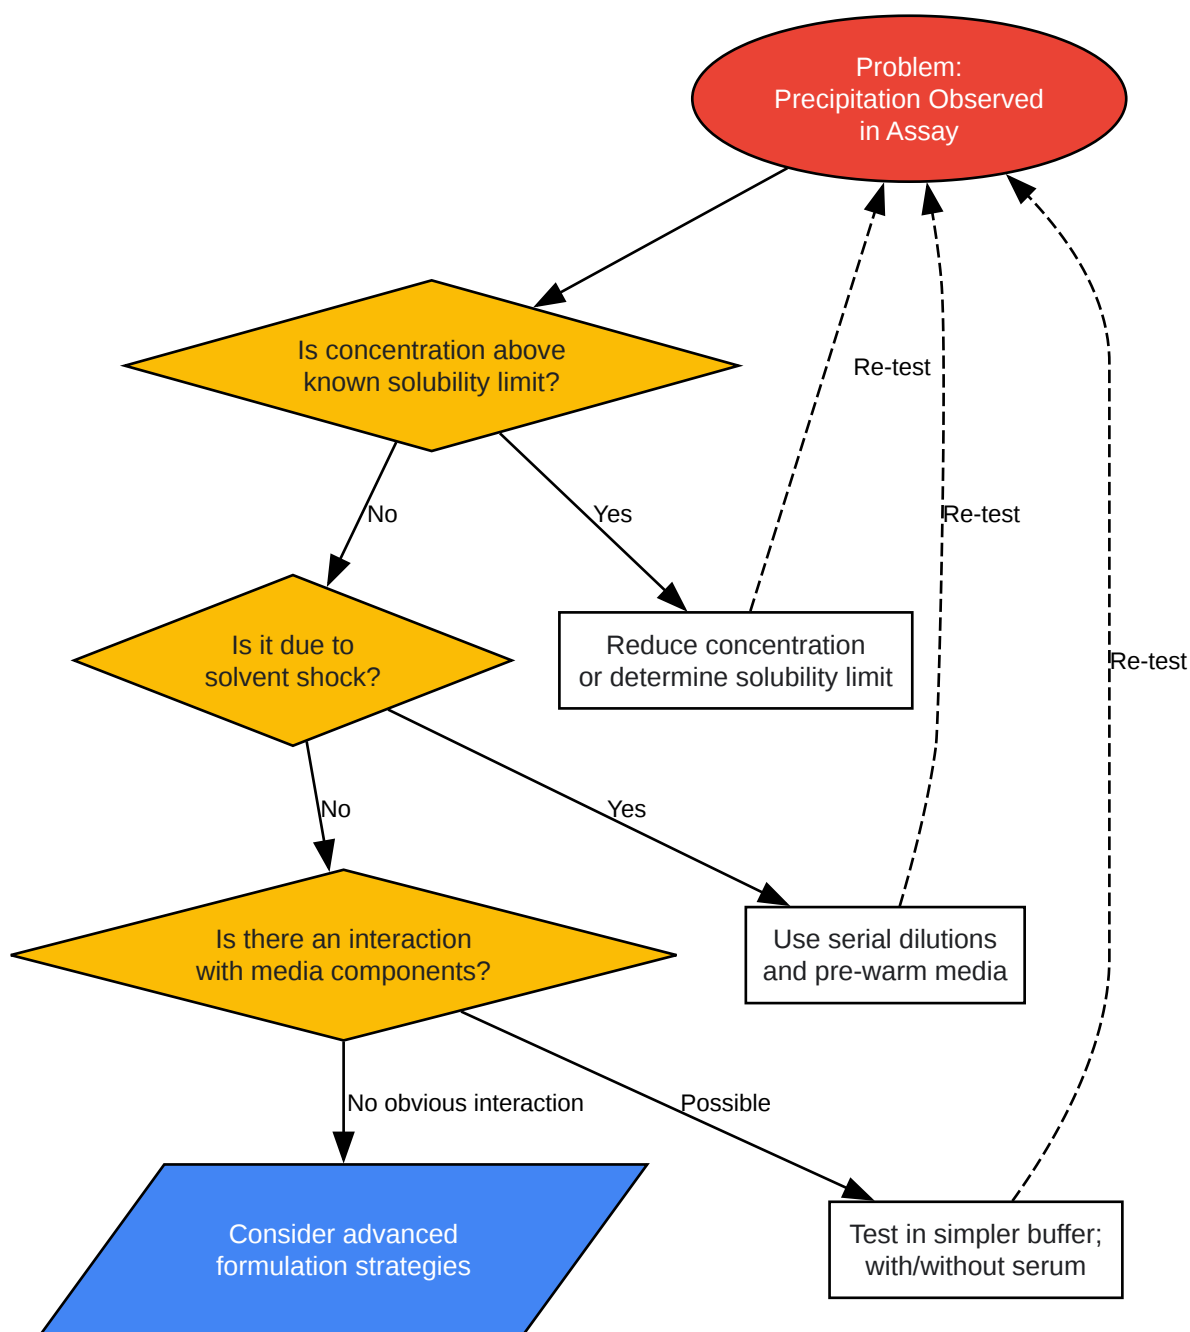 Problem:
Precipitation Observed
in Assay
Is concentration above
known solubility limit?
Re-test
No
Yes
Re-test
Is it due to
solvent shock?
Reduce concentration
or determine solubility limit
Re-test
No
Yes
Is there an interaction
with media components?
Use serial dilutions
and pre-warm media
No obvious interaction
Possible
Consider advanced
formulation strategies
Test in simpler buffer;
with/without serum